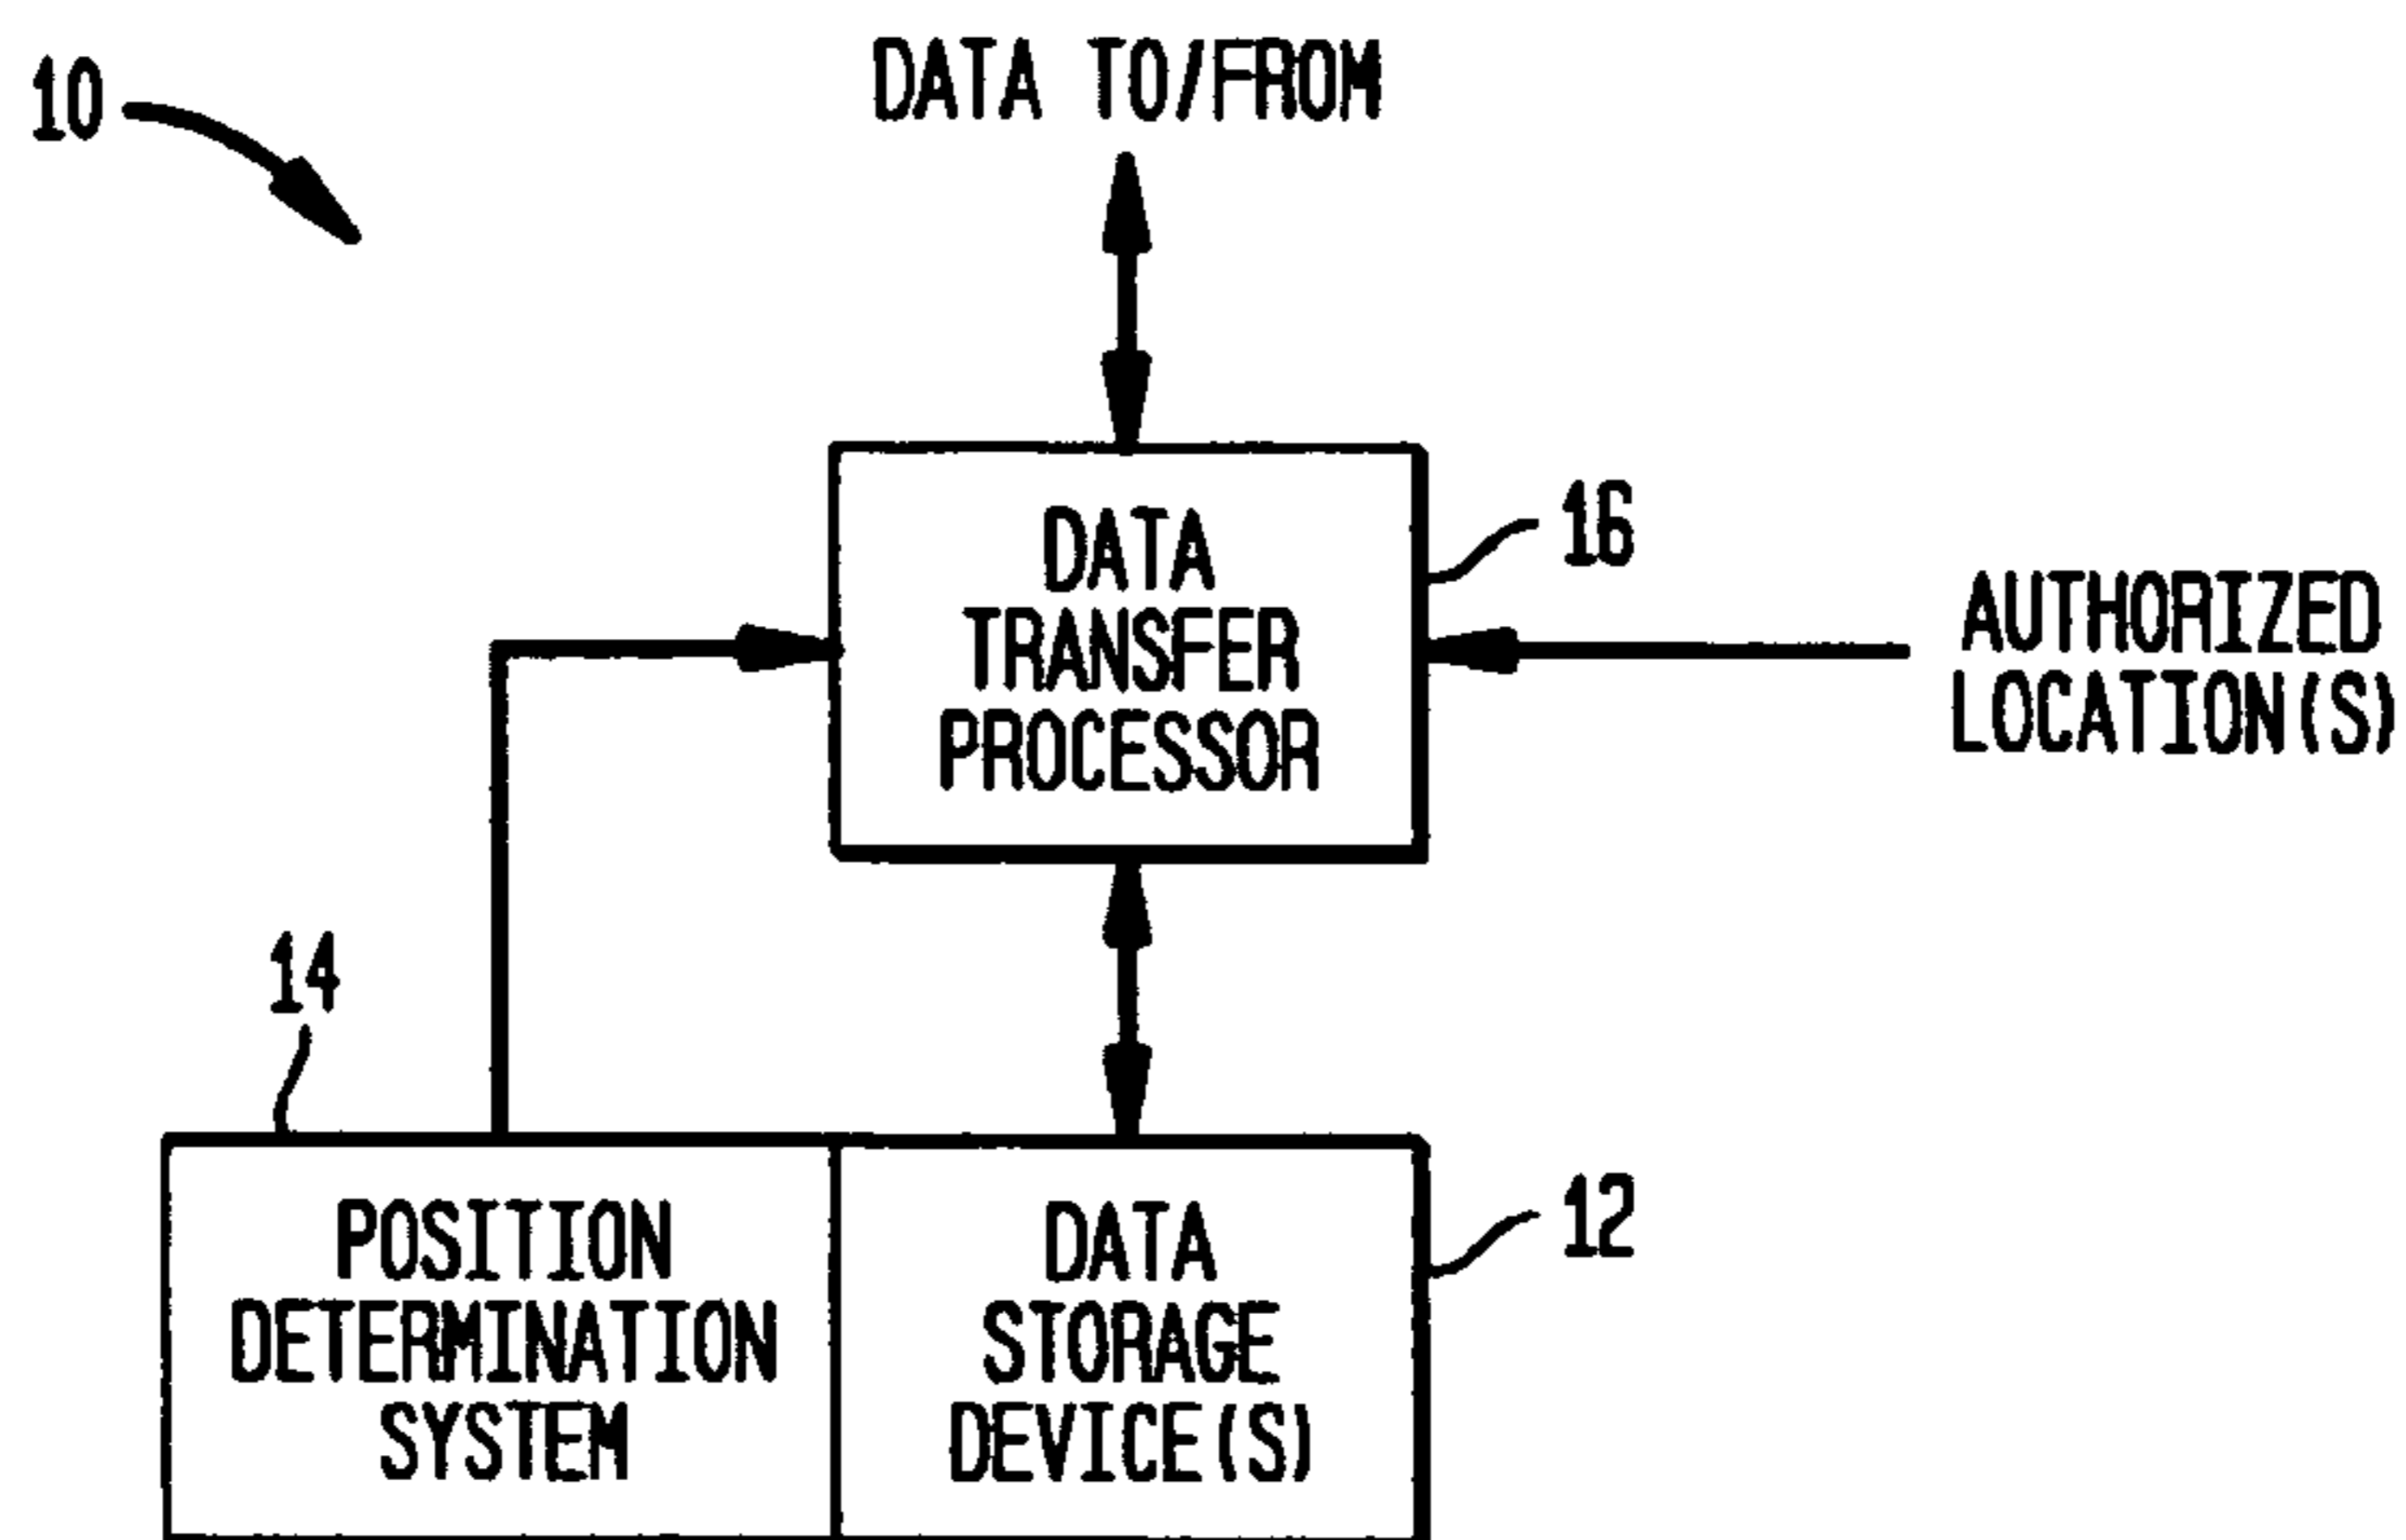 10
DATA TO/FROM
DATA
TRANSFER
PROCESSOR
16
AUTHORIZED
LOCATION(S)
14
POSITION
DETERMINATION
SYSTEM
DATA
STORAGE
DEVICE(S)
12